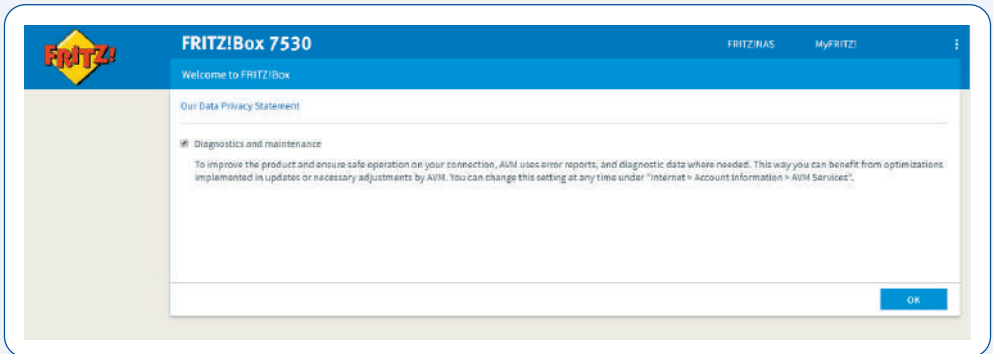 FRITZ!
FRITZ!Box 7530
FRITZ!NAS MyFRITZ!
Welcome to FRITZ!Box
Our Data Privacy Statement
Diagnostics and maintenance
To improve the product and ensure safe operation on your connection, AVM uses error reports, and diagnostic data where needed. This way you can benefit from optimizations
implemented in updates or necessary adjustments by AVM. You can change this setting at any time under "Internet > Account Information > AVM Services".
OK